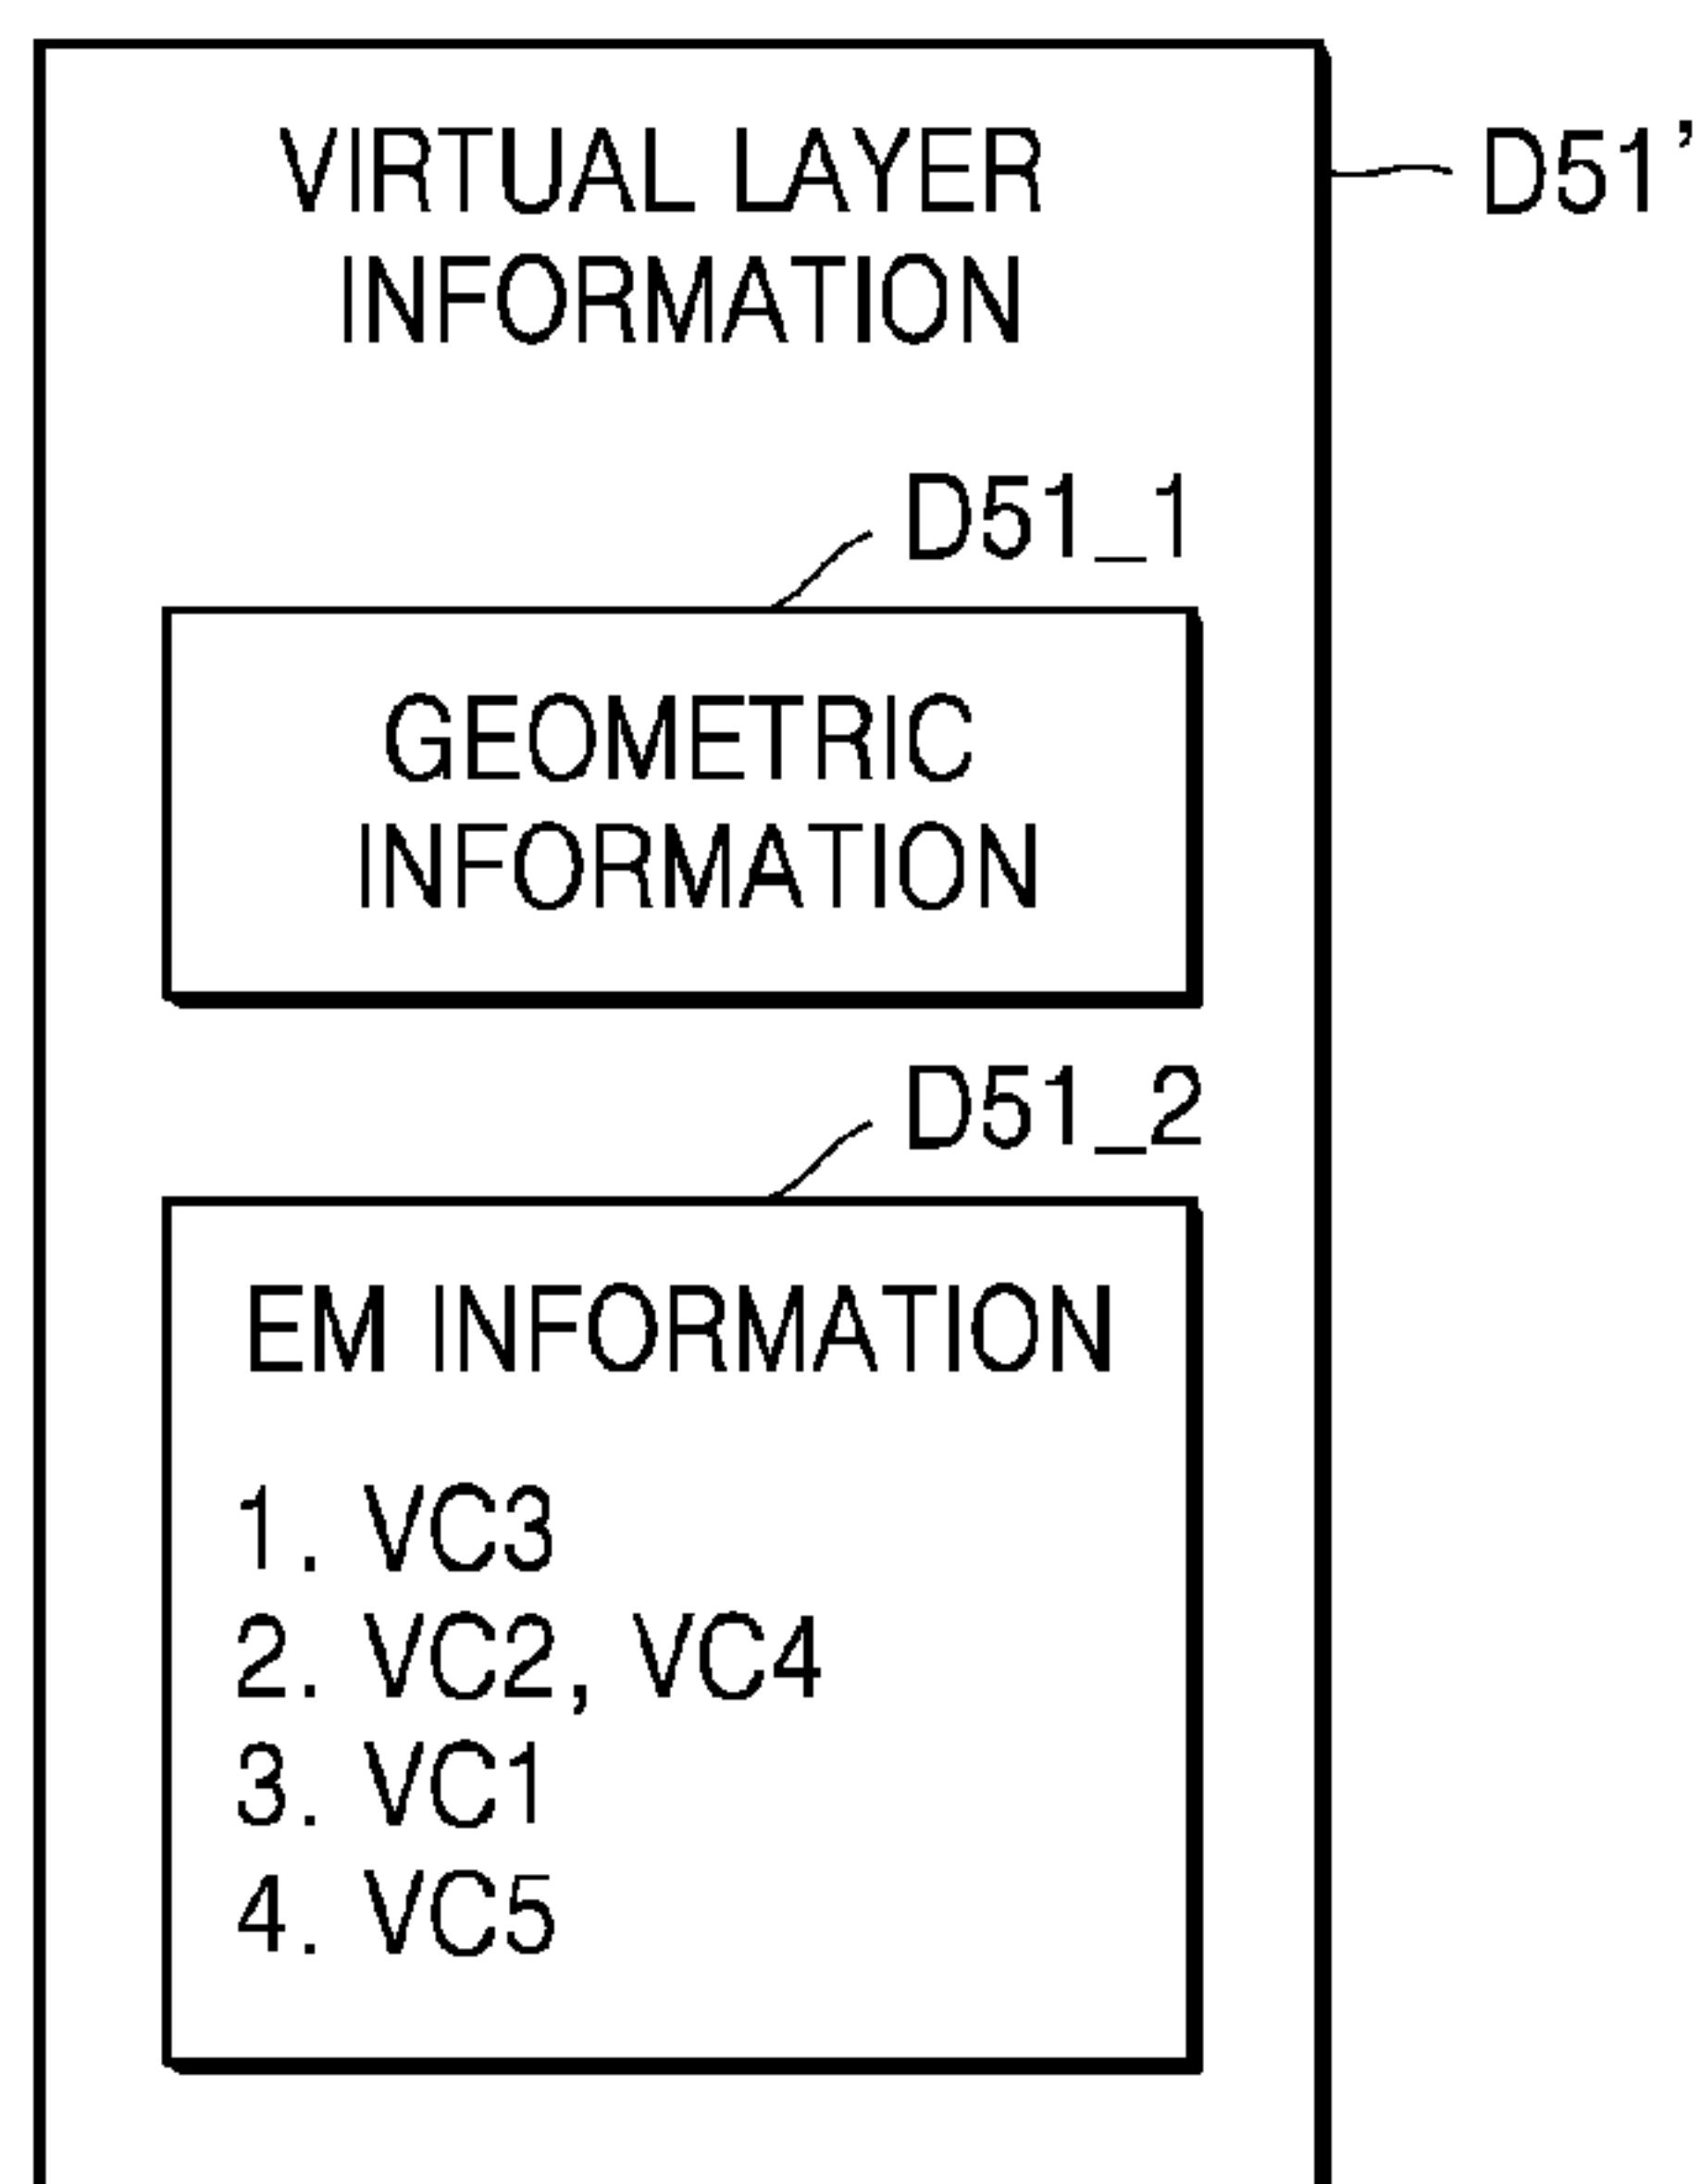 VIRTUAL LAYER
INFORMATION
D51’
D51_1
GEOMETRIC
INFORMATION
D51_2
EM INFORMATION
1. VC3
2. VC2, VC4
3. VC1
4. VC5